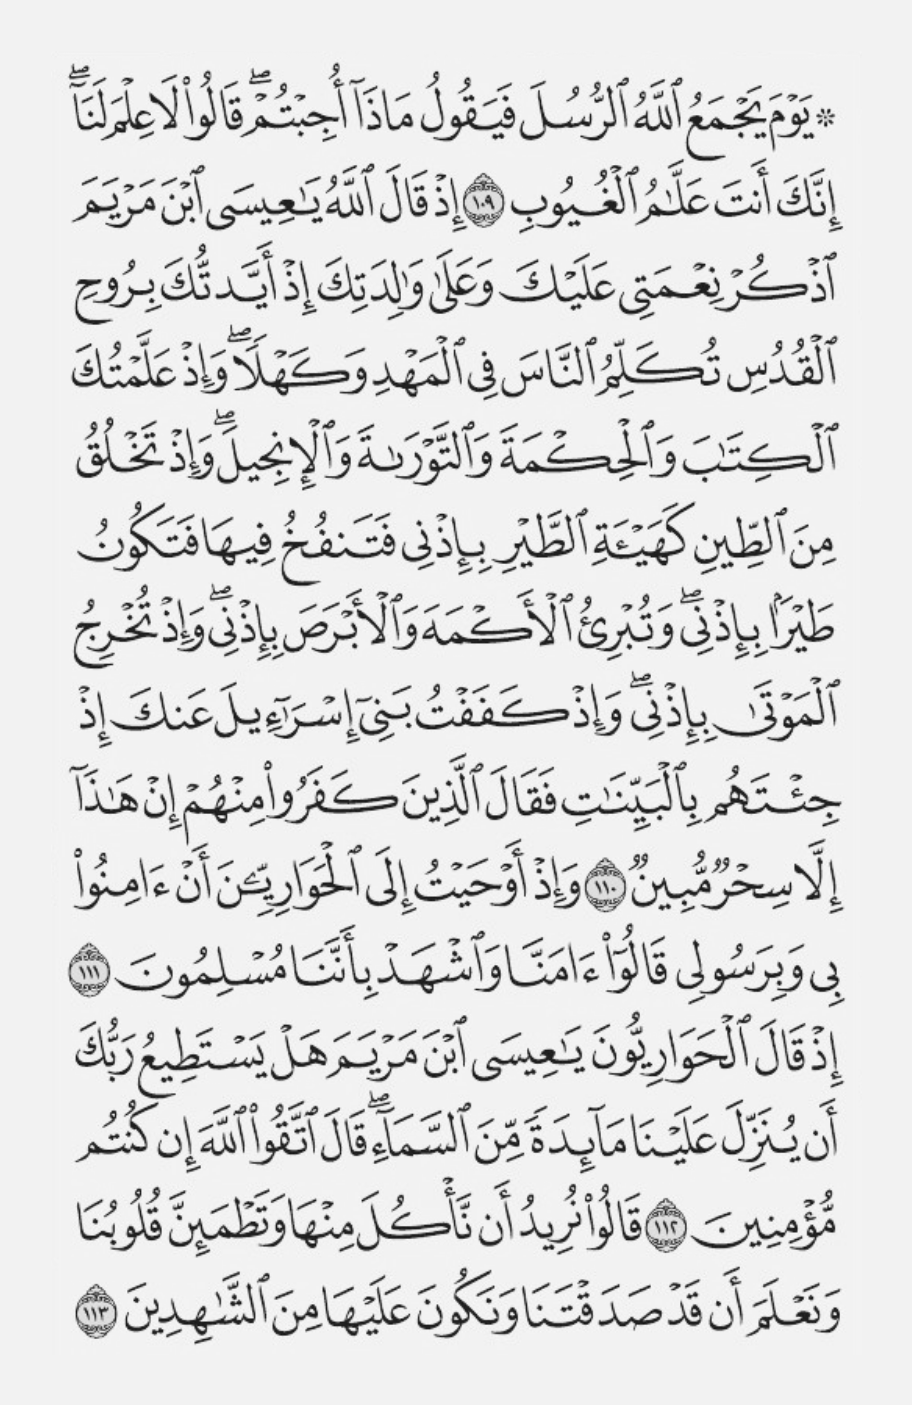 ۞ يَوْمَ يَجْمَعُ ٱللَّهُ ٱلرُّسُلَ فَيَقُولُ مَاذَآ أُجِبْتُمْۖ قَالُوا۟ لَا عِلْمَ لَنَآۖ
إِنَّكَ أَنتَ عَلَّـٰمُ ٱلْغُيُوبِ ١٠٩ إِذْ قَالَ ٱللَّهُ يَـٰعِيسَى ٱبْنَ مَرْيَمَ
ٱذْكُرْ نِعْمَتِى عَلَيْكَ وَعَلَىٰ وَٰلِدَتِكَ إِذْ أَيَّدتُّكَ بِرُوحِ
ٱلْقُدُسِ تُكَلِّمُ ٱلنَّاسَ فِى ٱلْمَهْدِ وَكَهْلًاۖ وَإِذْ عَلَّمْتُكَ
ٱلْكِتَـٰبَ وَٱلْحِكْمَةَ وَٱلتَّوْرَىٰةَ وَٱلْإِنجِيلَۖ وَإِذْ تَخْلُقُ
مِنَ ٱلطِّينِ كَهَيْـَٔةِ ٱلطَّيْرِ بِإِذْنِى فَتَنفُخُ فِيهَا فَتَكُونُ
طَيْرًۢا بِإِذْنِىۖ وَتُبْرِئُ ٱلْأَكْمَهَ وَٱلْأَبْرَصَ بِإِذْنِىۖ وَإِذْ تُخْرِجُ
ٱلْمَوْتَىٰ بِإِذْنِىۖ وَإِذْ كَفَفْتُ بَنِىٓ إِسْرَٰٓءِيلَ عَنكَ إِذْ
جِئْتَهُم بِٱلْبَيِّنَـٰتِ فَقَالَ ٱلَّذِينَ كَفَرُوا۟ مِنْهُمْ إِنْ هَـٰذَآ
إِلَّا سِحْرٌ مُّبِينٌ ١١٠ وَإِذْ أَوْحَيْتُ إِلَى ٱلْحَوَارِيِّـۧنَ أَنْ ءَامِنُوا۟
بِى وَبِرَسُولِى قَالُوٓا۟ ءَامَنَّا وَٱشْهَدْ بِأَنَّنَا مُسْلِمُونَ ١١١
إِذْ قَالَ ٱلْحَوَارِيُّونَ يَـٰعِيسَى ٱبْنَ مَرْيَمَ هَلْ يَسْتَطِيعُ رَبُّكَ
أَن يُنَزِّلَ عَلَيْنَا مَآئِدَةً مِّنَ ٱلسَّمَآءِۖ قَالَ ٱتَّقُوا۟ ٱللَّهَ إِن كُنتُم
مُّؤْمِنِينَ ١١٢ قَالُوا۟ نُرِيدُ أَن نَّأْكُلَ مِنْهَا وَتَطْمَئِنَّ قُلُوبُنَا
وَنَعْلَمَ أَن قَدْ صَدَقْتَنَا وَنَكُونَ عَلَيْهَا مِنَ ٱلشَّـٰهِدِينَ ١١٣